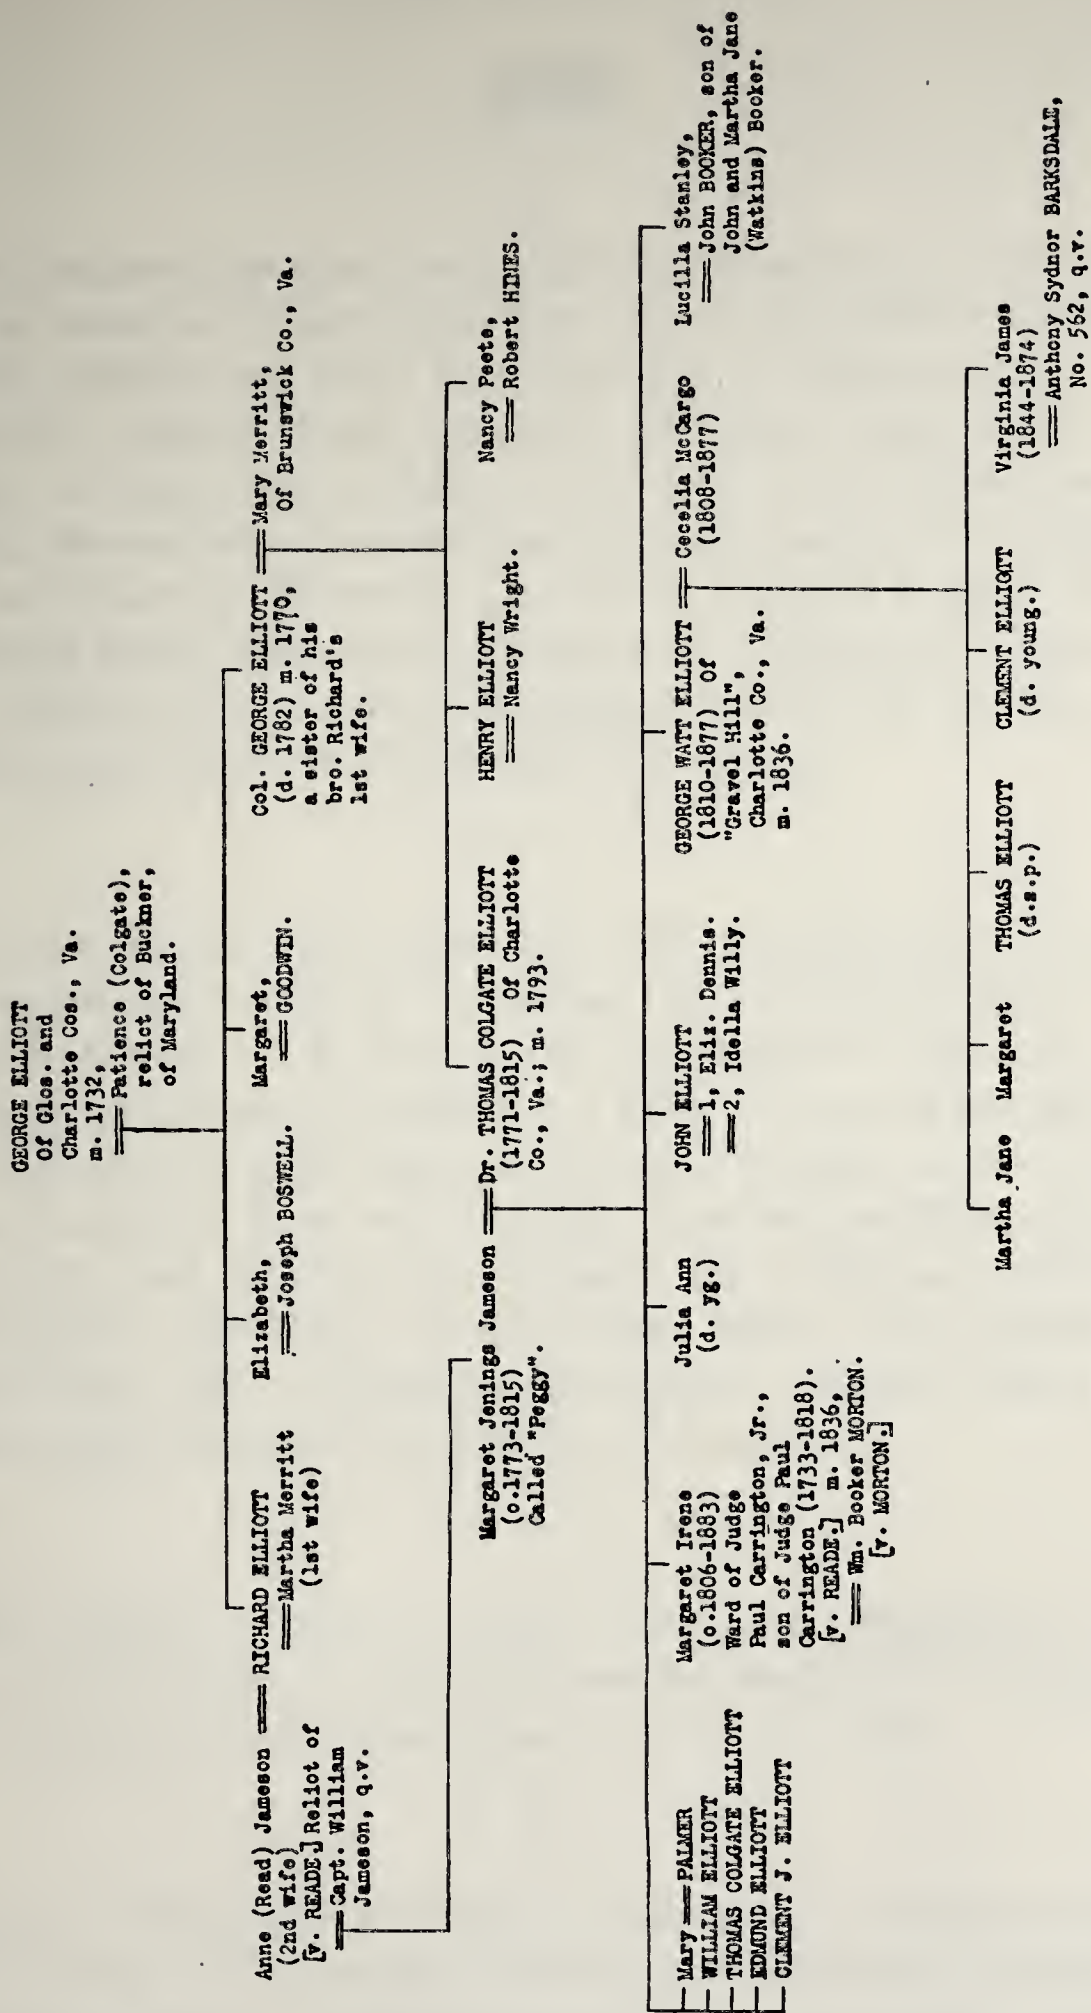 GEORGE ELLIOTT
of Glos. and
Charlotte Cos., Va.
m. 1732,
Patience (Colgate),
relict of Buckner,
of Maryland.
Anne (Read) Jameson
(2nd wife)
[v. READE.] Relict of
Capt. William
Jameson, q.v.
RICHARD ELLIOTT
Martha Merritt
(1st wife)
Elizabeth,
Joseph BOSWELL.
Margaret,
GOODWIN.
Col. GEORGE ELLIOTT
(d. 1782) m. 1770,
a sister of his
bro. Richard's
1st wife.
Mary Merritt,
of Brunswick Co., Va.
Margaret Jenings Jameson
(c.1773-1815)
Called "Peggy".
Dr. THOMAS COLGATE ELLIOTT
(1771-1815) of Charlotte
Co., Va.; m. 1793.
HENRY ELLIOTT
Nancy Wright.
Nancy Peete,
Robert HINES.
Mary PALMER
WILLIAM ELLIOTT
THOMAS COLGATE ELLIOTT
EDMUND ELLIOTT
CLEMENT J. ELLIOTT
Margaret Irene
(c.1806-1883)
Ward of Judge
Paul Carrington, Jr.,
son of Judge Paul
Carrington (1733-1818).
[v. READE.] m. 1836,
Wm. Booker MORTON.
[v. MORTON.]
Julia Ann
(d. yg.)
JOHN ELLIOTT
1, Eliz. Dennis.
2, Idella Willy.
GEORGE WATT ELLIOTT
(1810-1877) of
"Gravel Hill",
Charlotte Co., Va.
m. 1836.
Cecelia McCargo
(1808-1877)
Lucilla Stanley,
John BOOKER, son of
John and Martha Jane
(Watkins) Booker.
Martha Jane
Margaret
THOMAS ELLIOTT
(d.s.p.)
CLEMENT ELLIOTT
(d. young.)
Virginia James
(1844-1874)
Anthony Sydnor BARKSDALE,
No. 562, q.v.